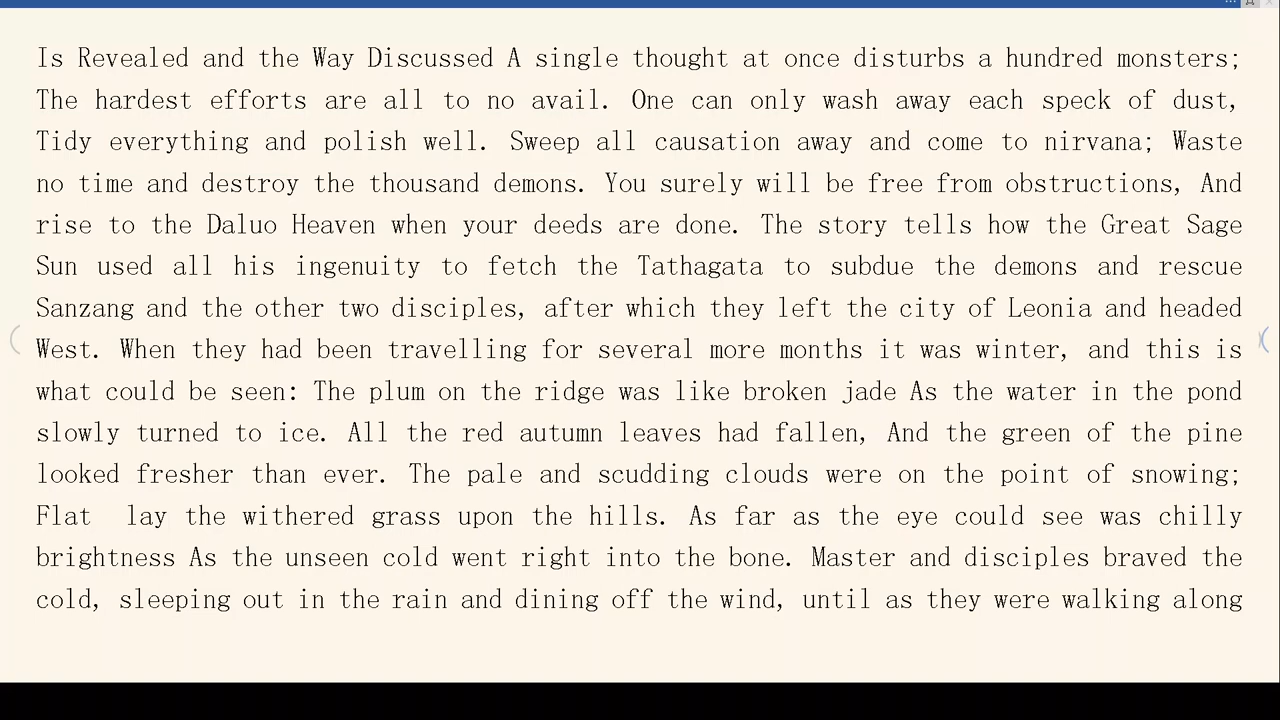 Is Revealed and the Way Discussed A single thought at once disturbs a hundred monsters;
The hardest efforts are all to no avail. One can only wash away each speck of dust,
Tidy everything and polish well. Sweep all causation away and come to nirvana; Waste
no time and destroy the thousand demons. You surely will be free from obstructions, And
rise to the Daluo Heaven when your deeds are done. The story tells how the Great Sage
Sun used all his ingenuity to fetch the Tathagata to subdue the demons and rescue
Sanzang and the other two disciples, after which they left the city of Leonia and headed
West. When they had been travelling for several more months it was winter, and this is
what could be seen: The plum on the ridge was like broken jade As the water in the pond
slowly turned to ice. All the red autumn leaves had fallen, And the green of the pine
looked fresher than ever. The pale and scudding clouds were on the point of snowing;
Flat  lay the withered grass upon the hills. As far as the eye could see was chilly
brightness As the unseen cold went right into the bone. Master and disciples braved the
cold, sleeping out in the rain and dining off the wind, until as they were walking along